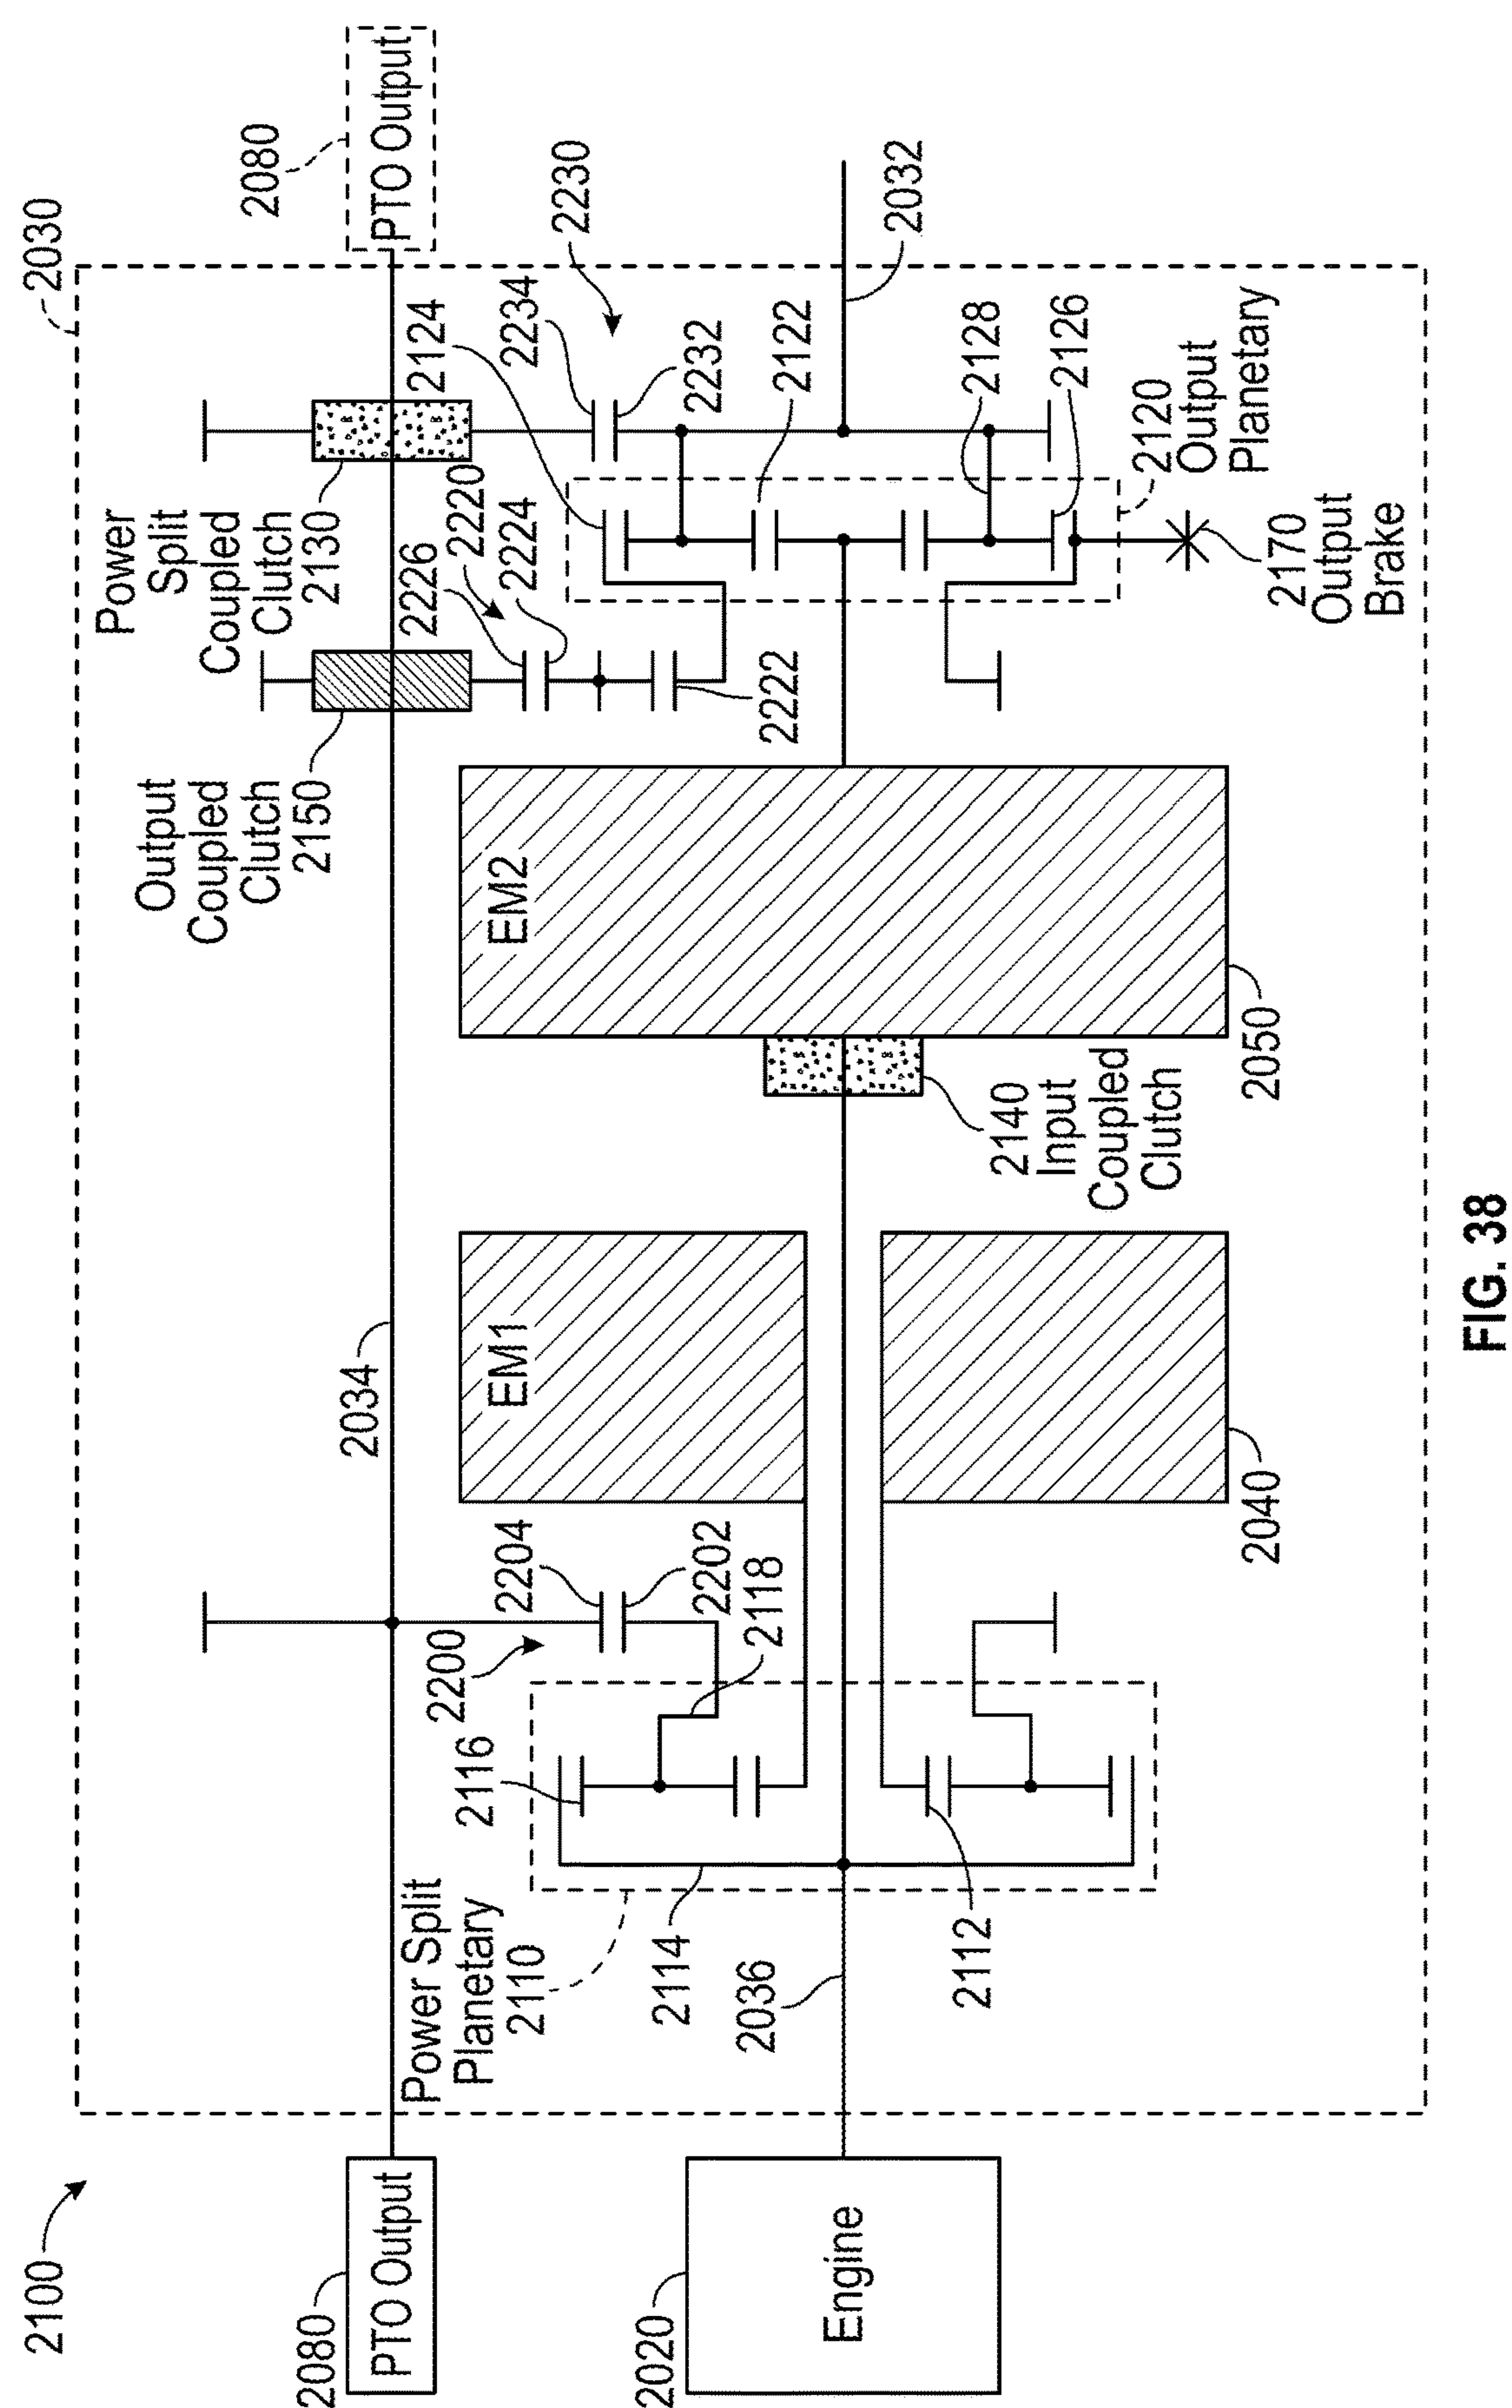 2100
2030
2080
PTO Output
2080
PTO Output
2020
Engine
2034
2036
Power Split
Planetary
2110
2114
2112
2116
2118
2200
2204
2202
EM1
2040
EM2
2050
2140
Input
Coupled
Clutch
Output
Coupled
Clutch
2150
Power
Split
Coupled
Clutch
2130
2226
2220
2224
2222
2124
2234
2230
2232
2122
2032
2128
2126
2120
Output
Planetary
2170
Output
Brake
FIG. 38